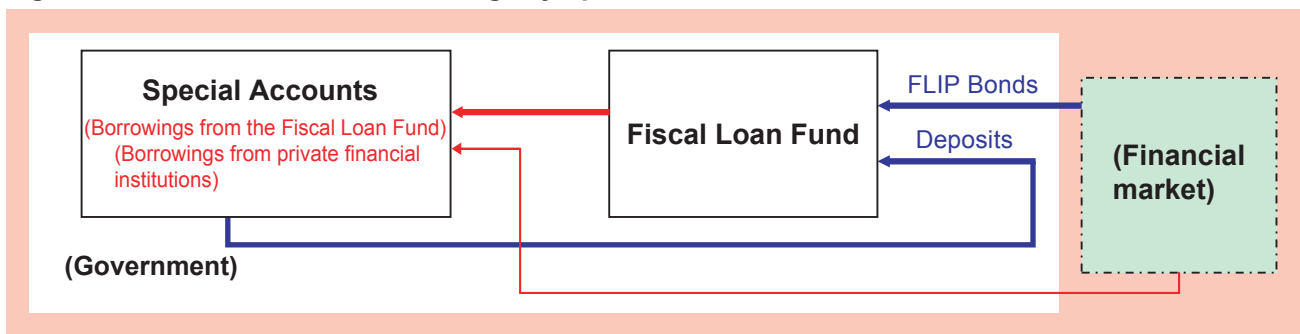 Special Accounts
(Borrowings from the Fiscal Loan Fund)
(Borrowings from private financial
institutions)
Fiscal Loan Fund
FLIP Bonds
Deposits
(Financial
market)
(Government)